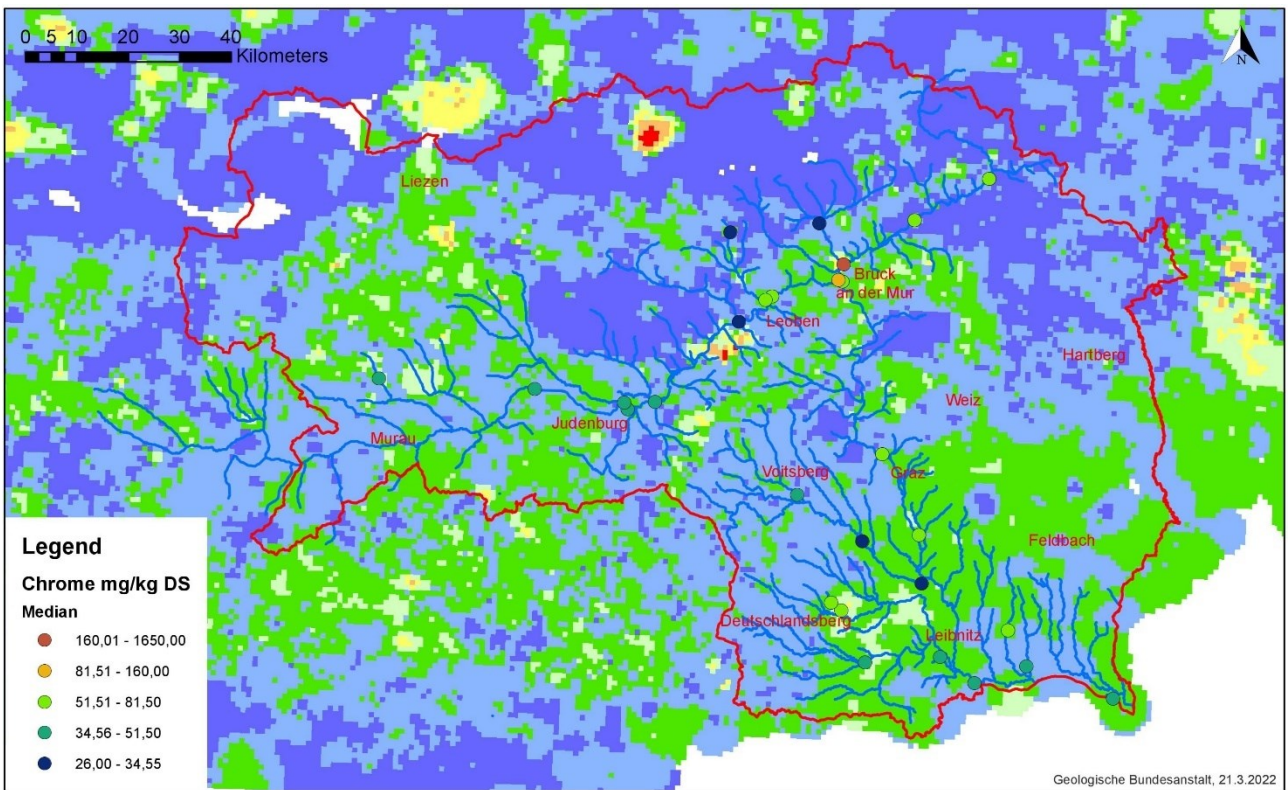 0 5 10 20 30 40
Kilometers
N
Liezen
Bruck
an der Mur
Leoben
Hartberg
Weiz
Judenburg
Murau
Voitsberg
Graz
Feldbach
Deutschlandsberg
Leibnitz
Legend
Chrome mg/kg DS
Median
160,01 - 1650,00
81,51 - 160,00
51,51 - 81,50
34,56 - 51,50
26,00 - 34,55
Geologische Bundesanstalt, 21.3.2022